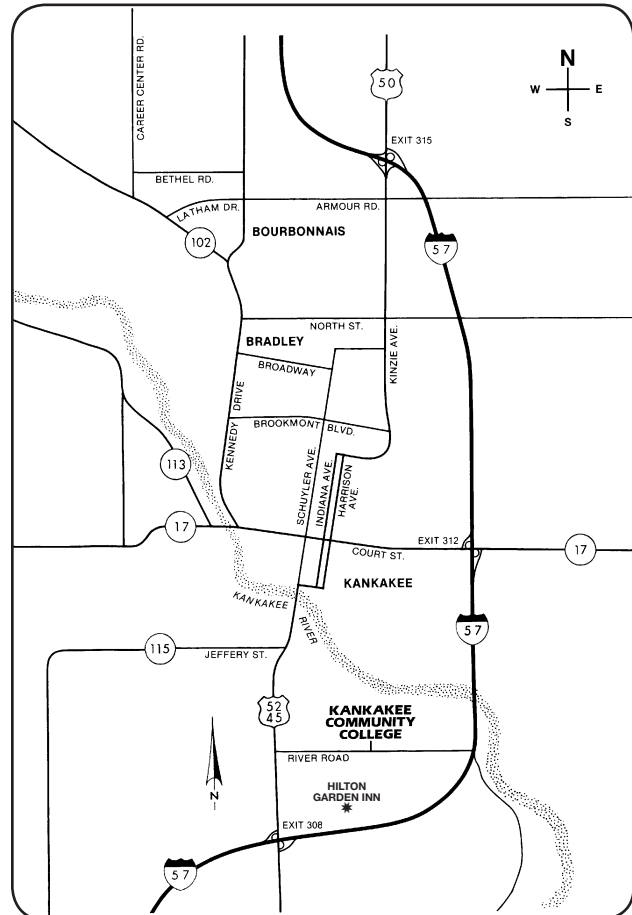 CAREER CENTER RD.
50
N
W E
S
EXIT 315
BETHEL RD.
LATHAM DR.
ARMOUR RD.
102
BOURBONNAIS
57
NORTH ST.
BRADLEY
BROADWAY
KINZIE AVE.
KENNEDY DRIVE
BROOKMONT BLVD.
SCHUYLER AVE.
INDIANA AVE.
HARRISON
AVE.
113
17
EXIT 312
COURT ST.
17
KANKAKEE
KANKAKEE RIVER
57
115
JEFFERY ST.
52
45
KANKAKEE
COMMUNITY
COLLEGE
RIVER ROAD
N
HILTON
GARDEN INN
EXIT 308
57